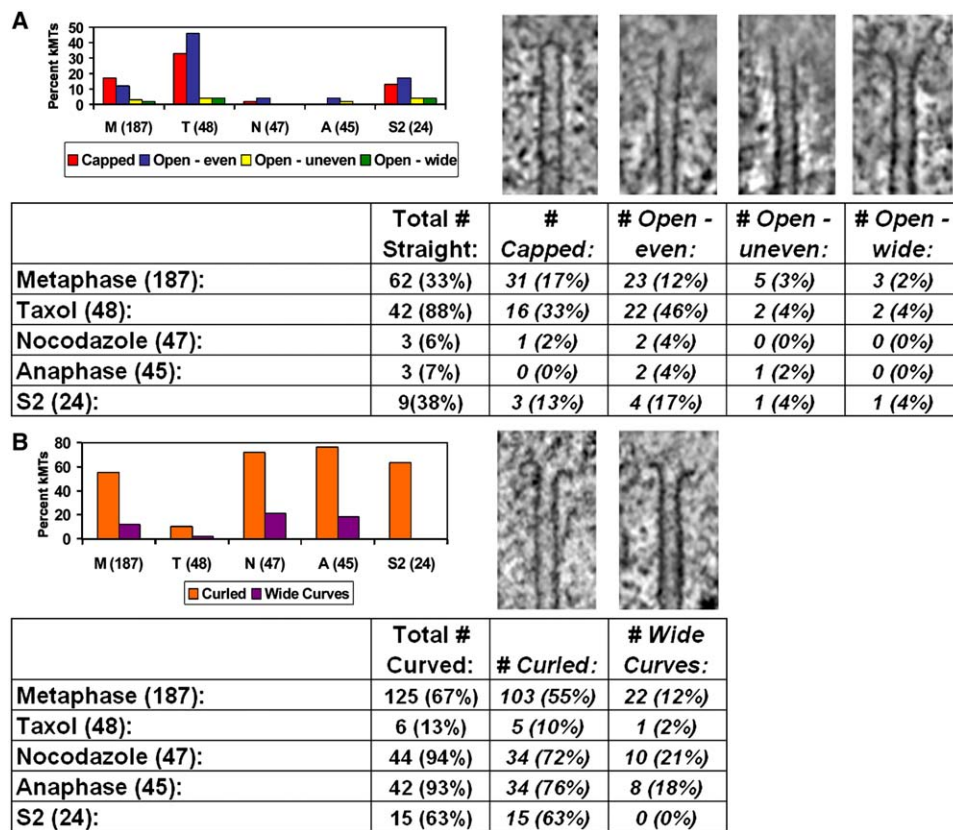 A
Percent kMTs
50
40
30
20
10
0
M (187) T (48) N (47) A (45) S2 (24)
Capped Open - even Open - uneven Open - wide
Total # Straight: # Capped: # Open - even: # Open - uneven: # Open - wide:
Metaphase (187): 62 (33%) 31 (17%) 23 (12%) 5 (3%) 3 (2%)
Taxol (48): 42 (88%) 16 (33%) 22 (46%) 2 (4%) 2 (4%)
Nocodazole (47): 3 (6%) 1 (2%) 2 (4%) 0 (0%) 0 (0%)
Anaphase (45): 3 (7%) 0 (0%) 2 (4%) 1 (2%) 0 (0%)
S2 (24): 9(38%) 3 (13%) 4 (17%) 1 (4%) 1 (4%)
B
Percent kMTs
80
60
40
20
0
M (187) T (48) N (47) A (45) S2 (24)
Curled Wide Curves
Total # Curved: # Curled: # Wide Curves:
Metaphase (187): 125 (67%) 103 (55%) 22 (12%)
Taxol (48): 6 (13%) 5 (10%) 1 (2%)
Nocodazole (47): 44 (94%) 34 (72%) 10 (21%)
Anaphase (45): 42 (93%) 34 (76%) 8 (18%)
S2 (24): 15 (63%) 15 (63%) 0 (0%)